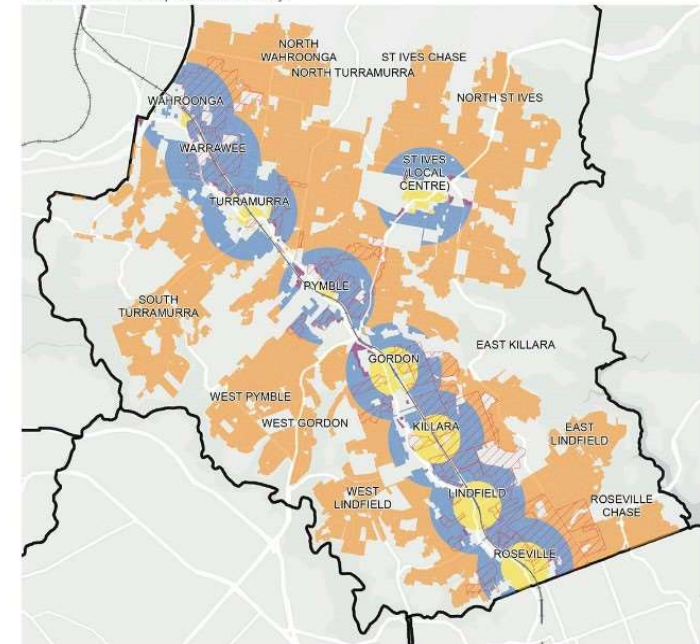 NORTH
WAHROONGA
ST IVES CHASE
NORTH TURRAMURRA
NORTH ST IVES
WAHROONGA
WARRAWEE
ST IVES
(LOCAL
CENTRE)
TURRAMURRA
PYMBLE
SOUTH
TURRAMURRA
GORDON
EAST KILLARA
WEST PYMBLE
WEST GORDON
KILLARA
EAST
LINDFIELD
WEST
LINDFIELD
LINDFIELD
ROSEVILLE
CHASE
ROSEVILLE